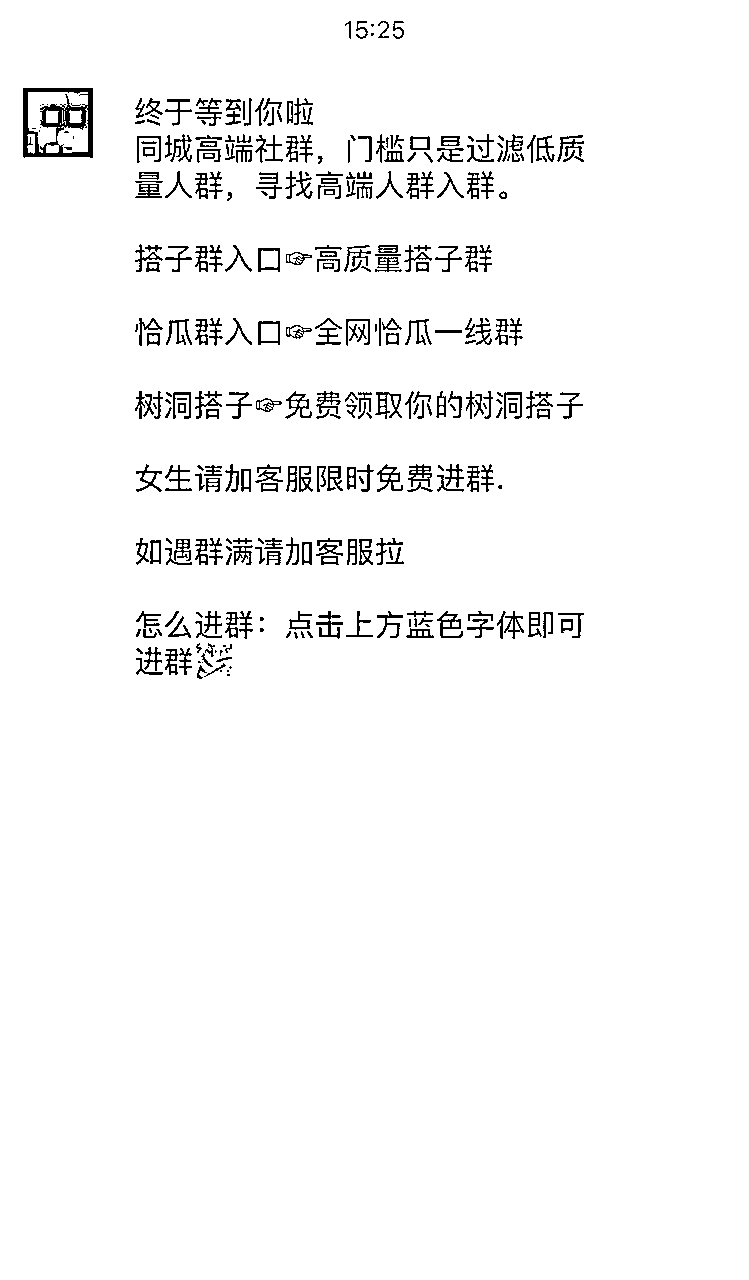 15:25
终于等到你啦
同城高端社群，门槛只是过滤低质
量人群，寻找高端人群入群。
搭子群入口👉高质量搭子群
恰瓜群入口👉全网恰瓜一线群
树洞搭子👉免费领取你的树洞搭子
女生请加客服限时免费进群.
如遇群满请加客服拉
怎么进群：点击上方蓝色字体即可
进群🎉